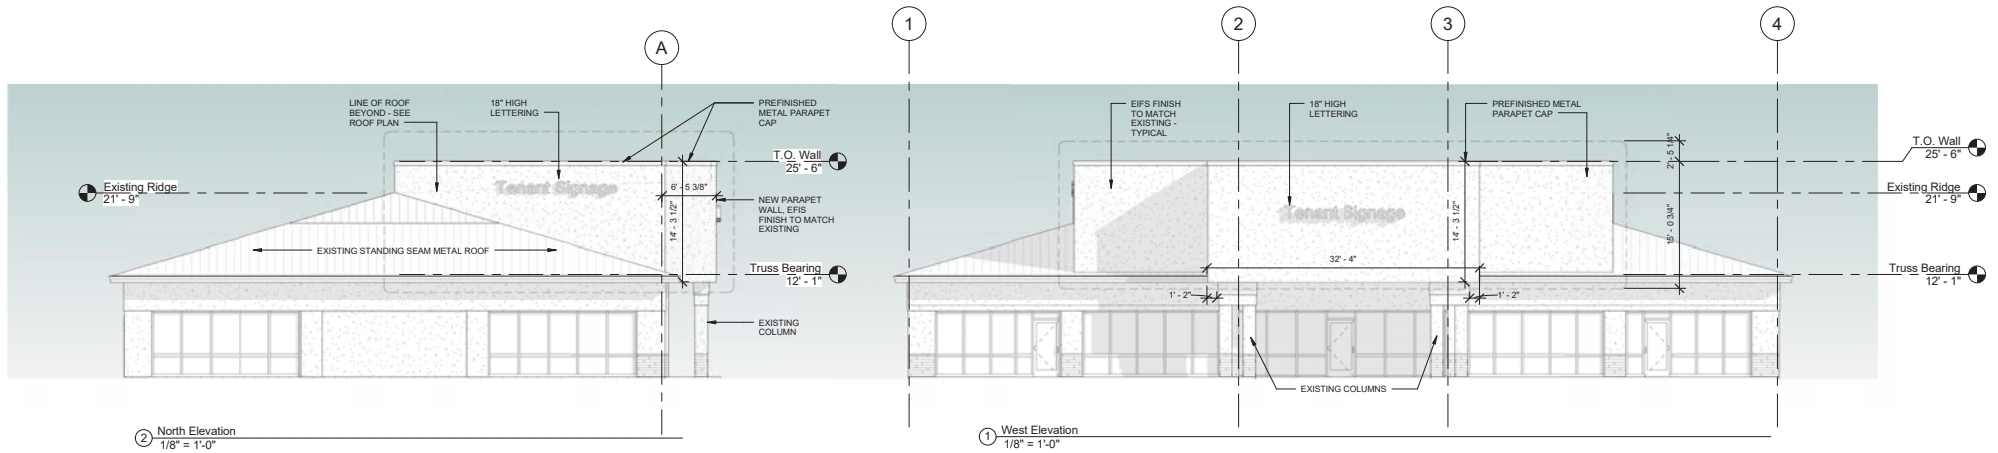 A
LINE OF ROOF
BEYOND - SEE
ROOF PLAN
18" HIGH
LETTERING
PREFINISHED
METAL PARAPET
CAP
T.O. Wall
25' - 6"
Existing Ridge
21' - 9"
Tenant Signage
6' - 5 3/8"
14' - 3 1/2"
NEW PARAPET
WALL, EFIS
FINISH TO MATCH
EXISTING
EXISTING STANDING SEAM METAL ROOF
Truss Bearing
12' - 1"
EXISTING
COLUMN
2
North Elevation
1/8" = 1'-0"
1
2
3
4
EIFS FINISH
TO MATCH
EXISTING -
TYPICAL
18" HIGH
LETTERING
PREFINISHED METAL
PARAPET CAP
2' - 5 1/4"
T.O. Wall
25' - 6"
Existing Ridge
21' - 9"
Tenant Signage
14' - 3 1/2"
15' - 0 3/4"
32' - 4"
Truss Bearing
12' - 1"
1' - 2"
1' - 2"
EXISTING COLUMNS
1
West Elevation
1/8" = 1'-0"